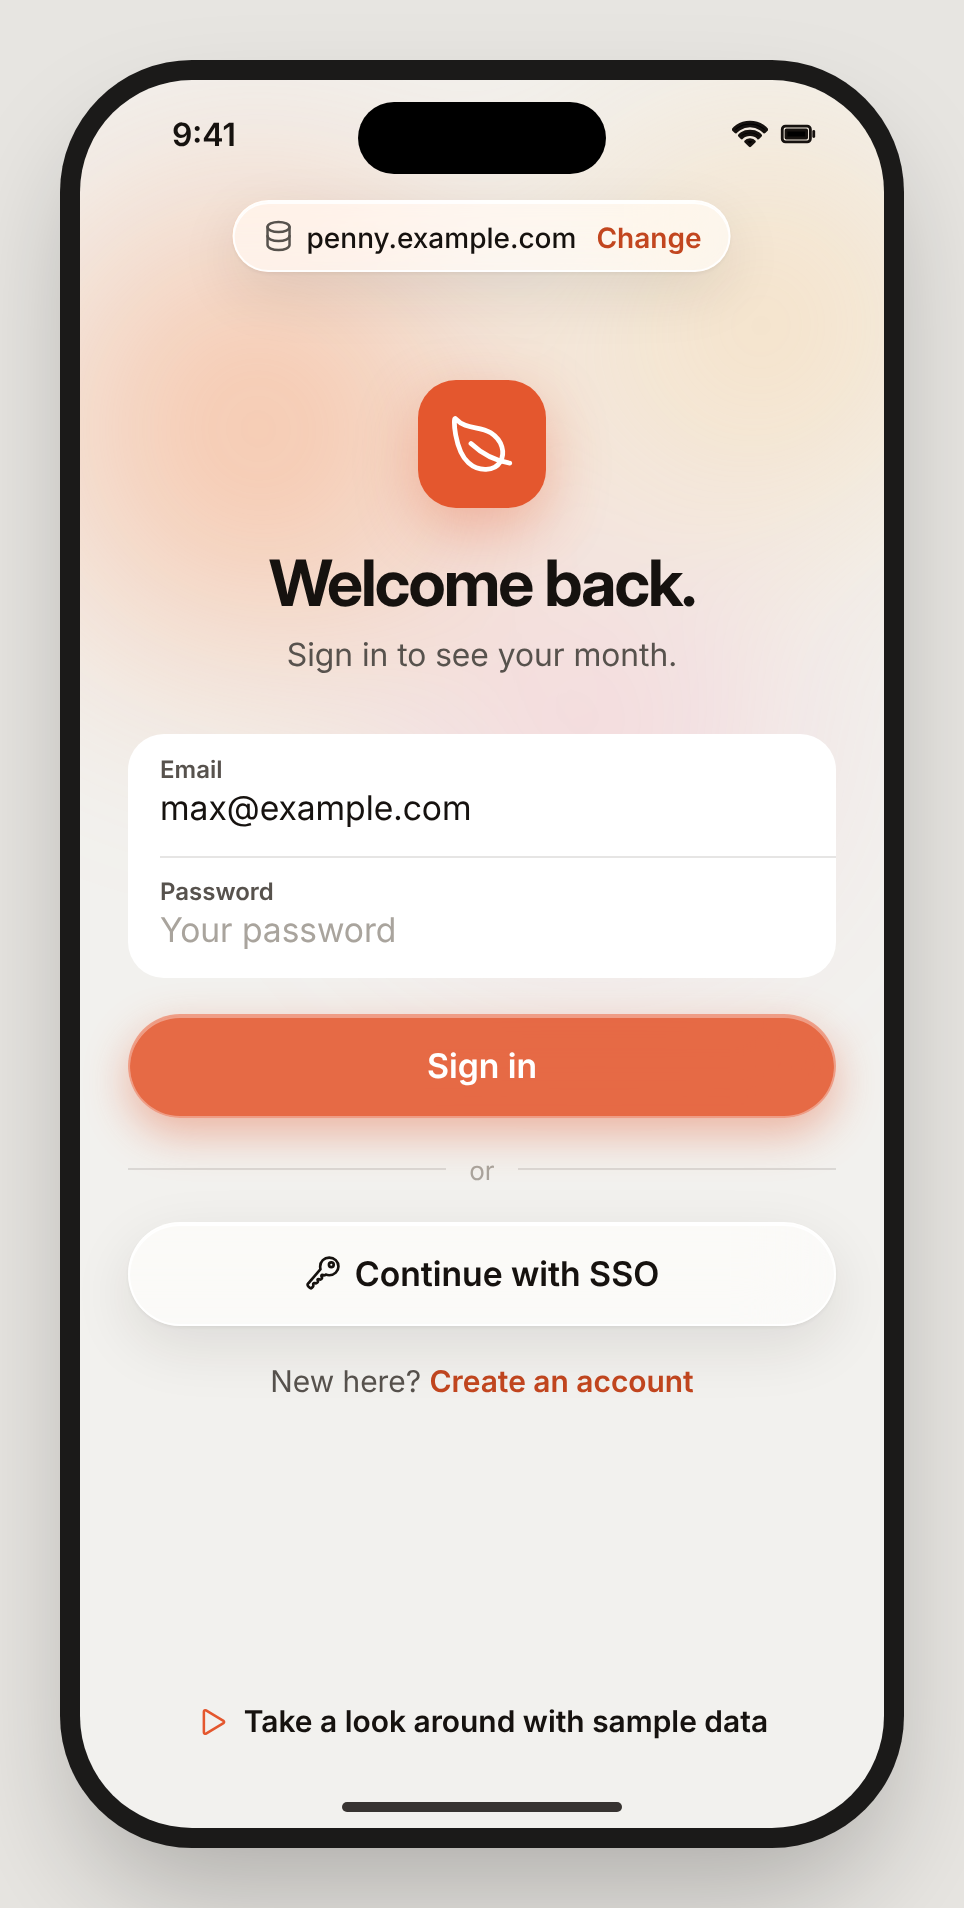 9:41
penny.example.com Change
Welcome back.
Sign in to see your month.
Email
max@example.com
Password
Your password
Sign in
or
Continue with SSO
New here? Create an account
Take a look around with sample data